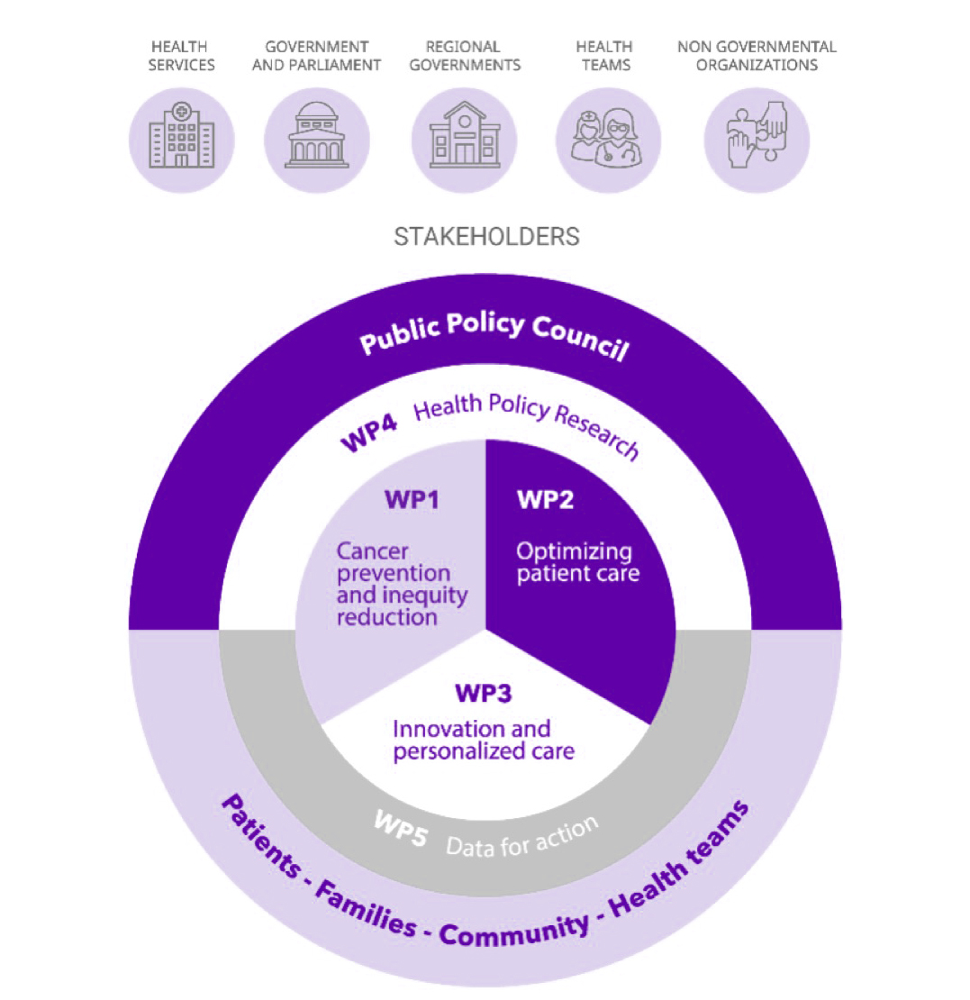 HEALTH
SERVICES
GOVERNMENT
AND PARLIAMENT
REGIONAL
GOVERNMENTS
HEALTH
TEAMS
NON GOVERNMENTAL
ORGANIZATIONS
STAKEHOLDERS
Public Policy Council
WP4 Health Policy Research
WP1
Cancer
prevention
and inequity
reduction
WP2
Optimizing
patient care
WP3
Innovation and
personalized care
WP5 Data for action
Patients - Families - Community - Health teams